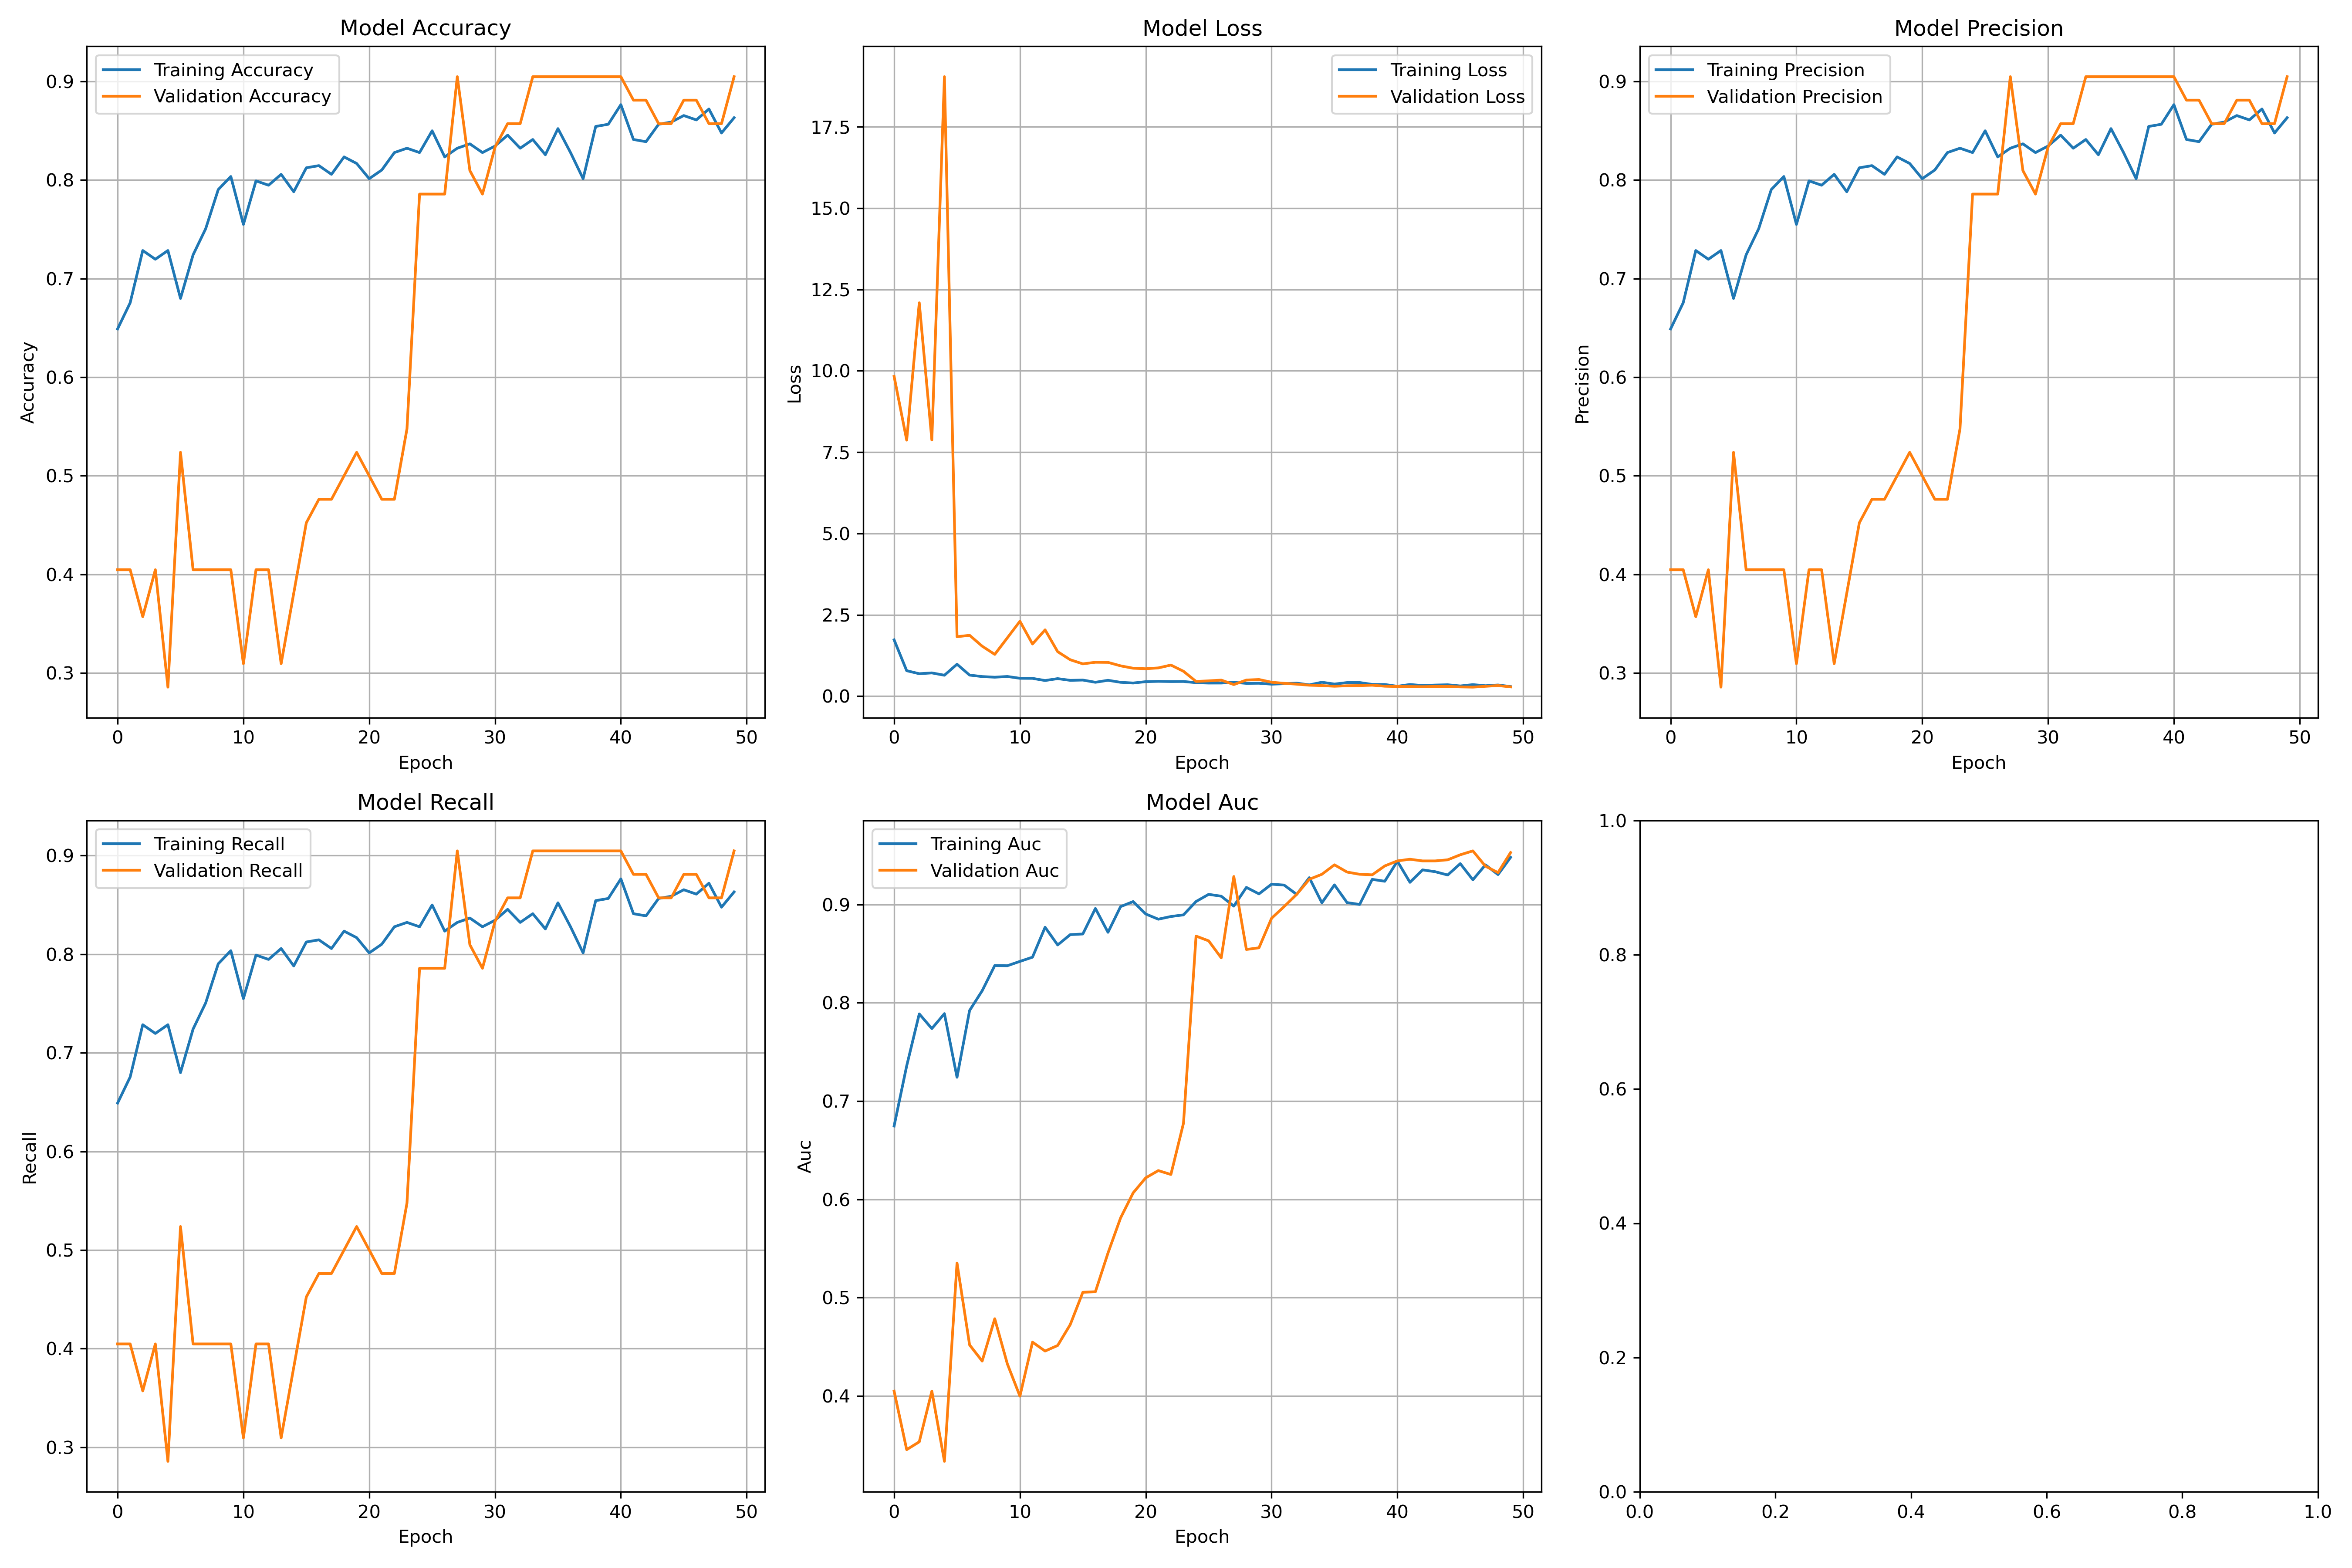 Model Accuracy
Training Accuracy
Validation Accuracy
0.9
0.8
0.7
0.6
0.5
0.4
0.3
Accuracy
0 10 20 30 40 50
Epoch
Model Loss
Training Loss
Validation Loss
17.5
15.0
12.5
10.0
7.5
5.0
2.5
0.0
Loss
0 10 20 30 40 50
Epoch
Model Precision
Training Precision
Validation Precision
0.9
0.8
0.7
0.6
0.5
0.4
0.3
Precision
0 10 20 30 40 50
Epoch
Model Recall
Training Recall
Validation Recall
0.9
0.8
0.7
0.6
0.5
0.4
0.3
Recall
0 10 20 30 40 50
Epoch
Model Auc
Training Auc
Validation Auc
0.9
0.8
0.7
0.6
0.5
0.4
Auc
0 10 20 30 40 50
Epoch
1.0
0.8
0.6
0.4
0.2
0.0
0.0 0.2 0.4 0.6 0.8 1.0